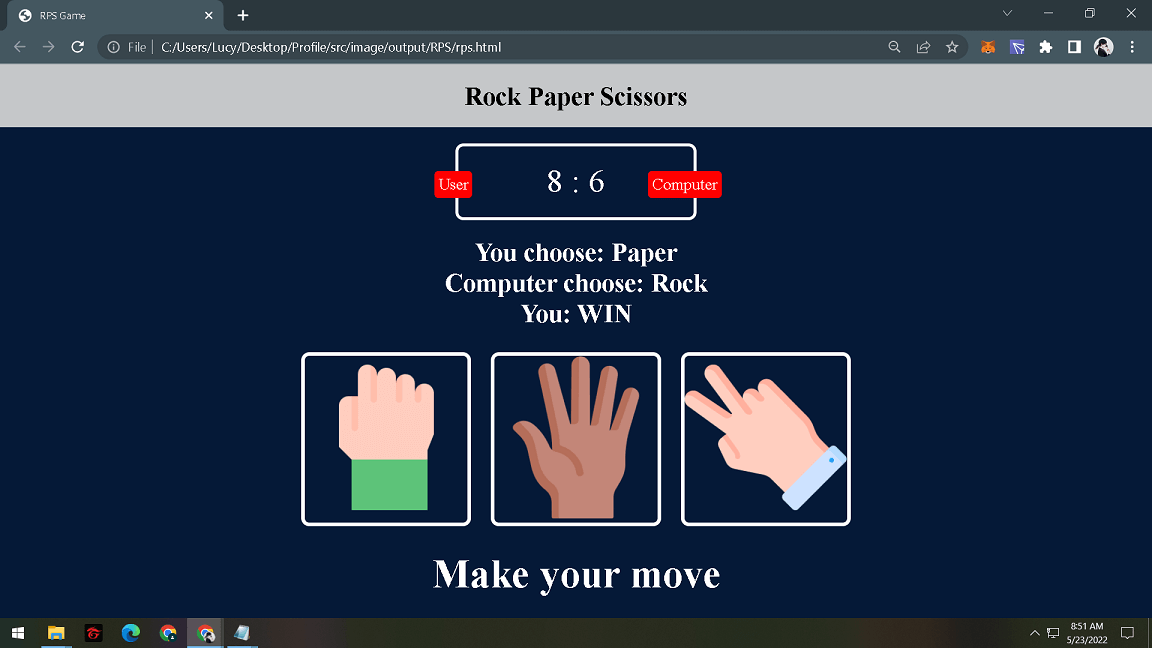 RPS Game
File
C:/Users/Lucy/Desktop/Profile/src/image/output/RPS/rps.html
Rock Paper Scissors
User
8 : 6
Computer
You choose: Paper
Computer choose: Rock
You: WIN
Make your move
8:51 AM
5/23/2022